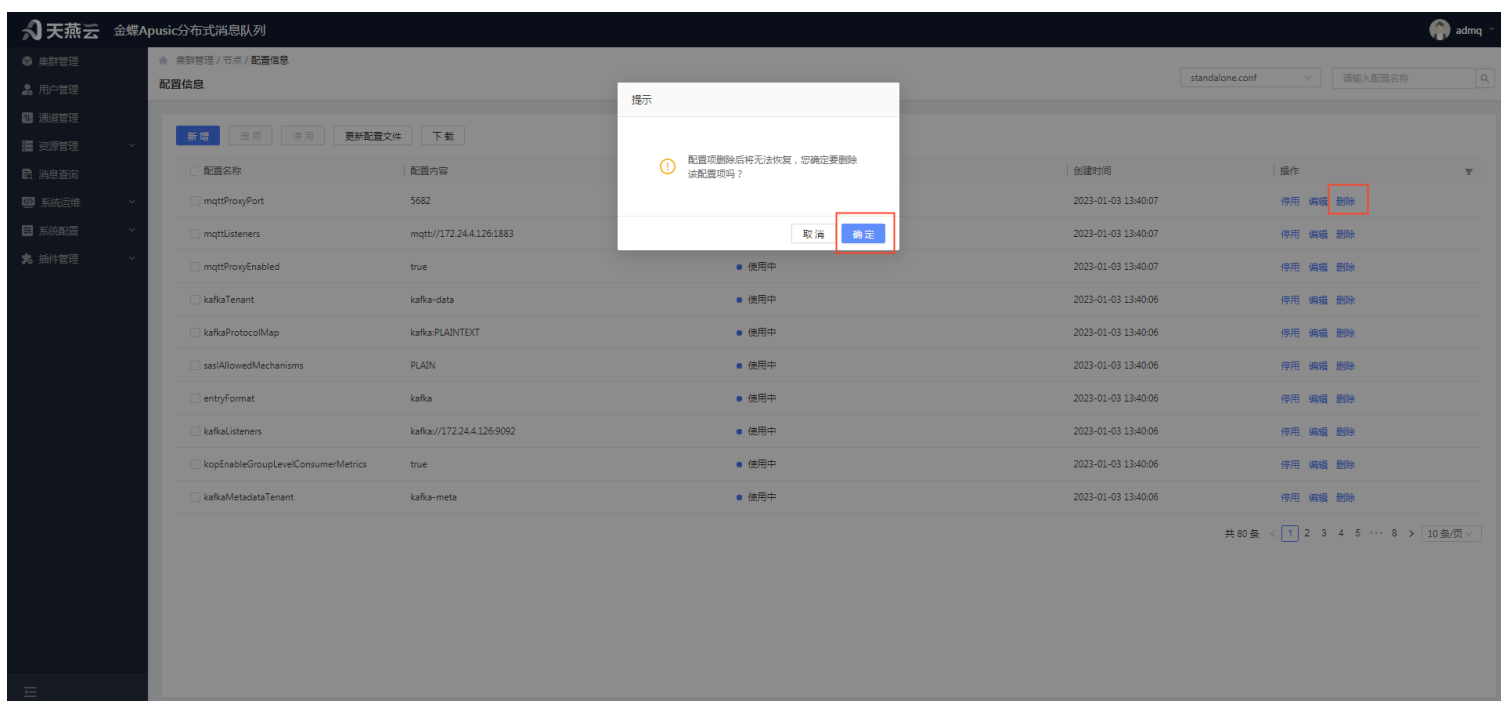 天燕云 金蝶Apusic分布式消息队列
admq
集群管理
用户管理
通道管理
资源管理
消息查询
系统运维
系统配置
插件管理
集群管理 / 节点 / 配置信息
配置信息
standalone.conf
请输入配置名称
新增 启用 停用 更新配置文件 下载
提示
配置项删除后将无法恢复，您确定要删除
该配置项吗？
取消 确定
配置名称 配置内容 创建时间 操作
mqttProxyPort 5682 2023-01-03 13:40:07 停用 编辑 删除
mqttListeners mqtt://172.24.4.126:1883 2023-01-03 13:40:07 停用 编辑 删除
mqttProxyEnabled true 使用中 2023-01-03 13:40:07 停用 编辑 删除
kafkaTenant kafka-data 使用中 2023-01-03 13:40:06 停用 编辑 删除
kafkaProtocolMap kafka:PLAINTEXT 使用中 2023-01-03 13:40:06 停用 编辑 删除
saslAllowedMechanisms PLAIN 使用中 2023-01-03 13:40:06 停用 编辑 删除
entryFormat kafka 使用中 2023-01-03 13:40:06 停用 编辑 删除
kafkaListeners kafka://172.24.4.126:9092 使用中 2023-01-03 13:40:06 停用 编辑 删除
kopEnableGroupLevelConsumerMetrics true 使用中 2023-01-03 13:40:06 停用 编辑 删除
kafkaMetadataTenant kafka-meta 使用中 2023-01-03 13:40:06 停用 编辑 删除
共 80 条 < 1 2 3 4 5 ··· 8 > 10 条/页